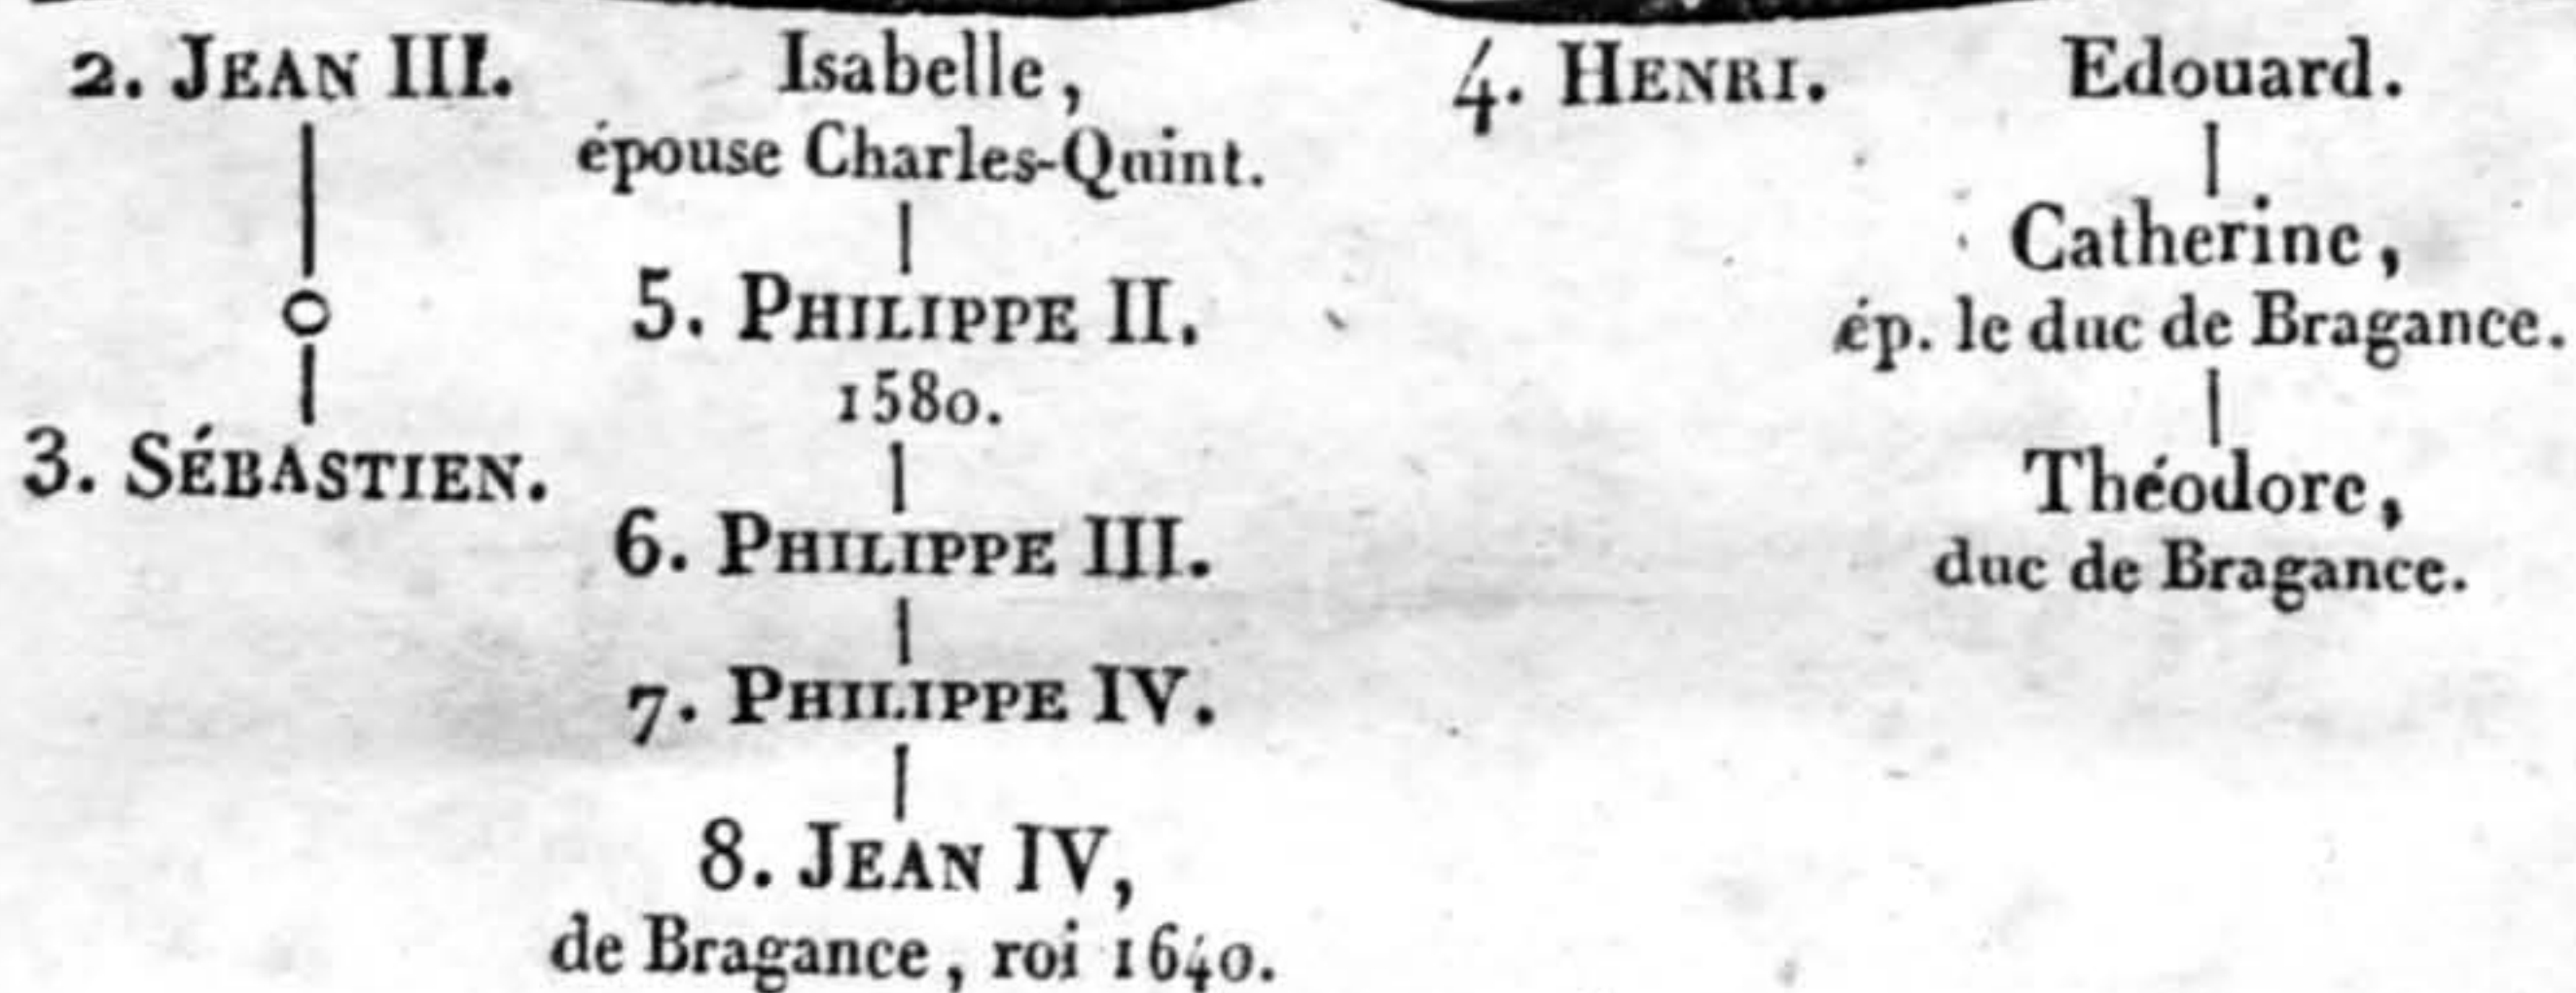 2. JEAN III.
Isabelle,
épouse Charles-Quint.
5. PHILIPPE II.
1580.
3. SÉBASTIEN.
6. PHILIPPE III.
7. PHILIPPE IV.
8. JEAN IV,
de Bragance, roi 1640.
4. HENRI.
Edouard.
Catherine,
ép. le duc de Bragance.
Théodore,
duc de Bragance.